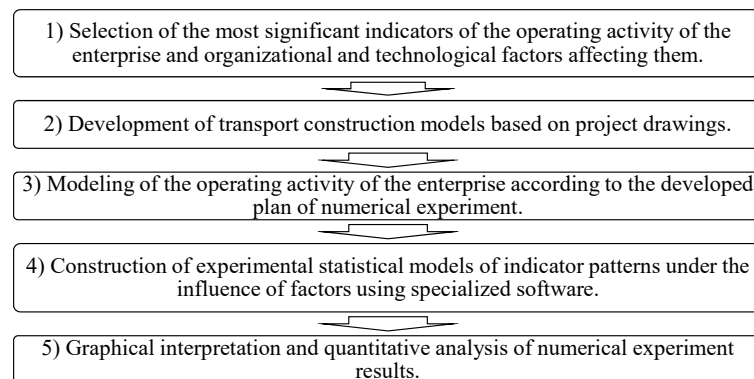 1) Selection of the most significant indicators of the operating activity of the
enterprise and organizational and technological factors affecting them.
2) Development of transport construction models based on project drawings.
3) Modeling of the operating activity of the enterprise according to the developed
plan of numerical experiment.
4) Construction of experimental statistical models of indicator patterns under the
influence of factors using specialized software.
5) Graphical interpretation and quantitative analysis of numerical experiment
results.